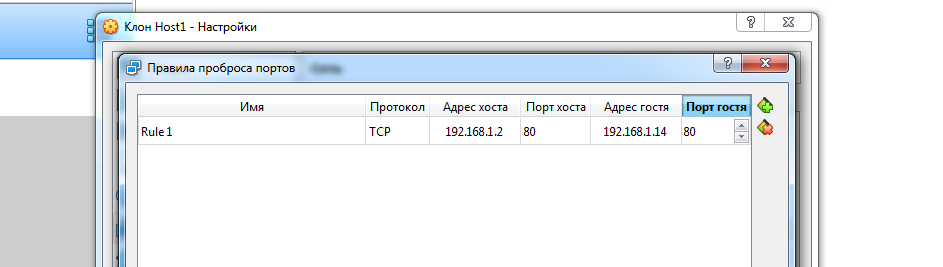 Клон Host1 - Настройки
Правила проброса портов
Имя Протокол Адрес хоста Порт хоста Адрес гостя Порт гостя
Rule 1 TCP 192.168.1.2 80 192.168.1.14 80